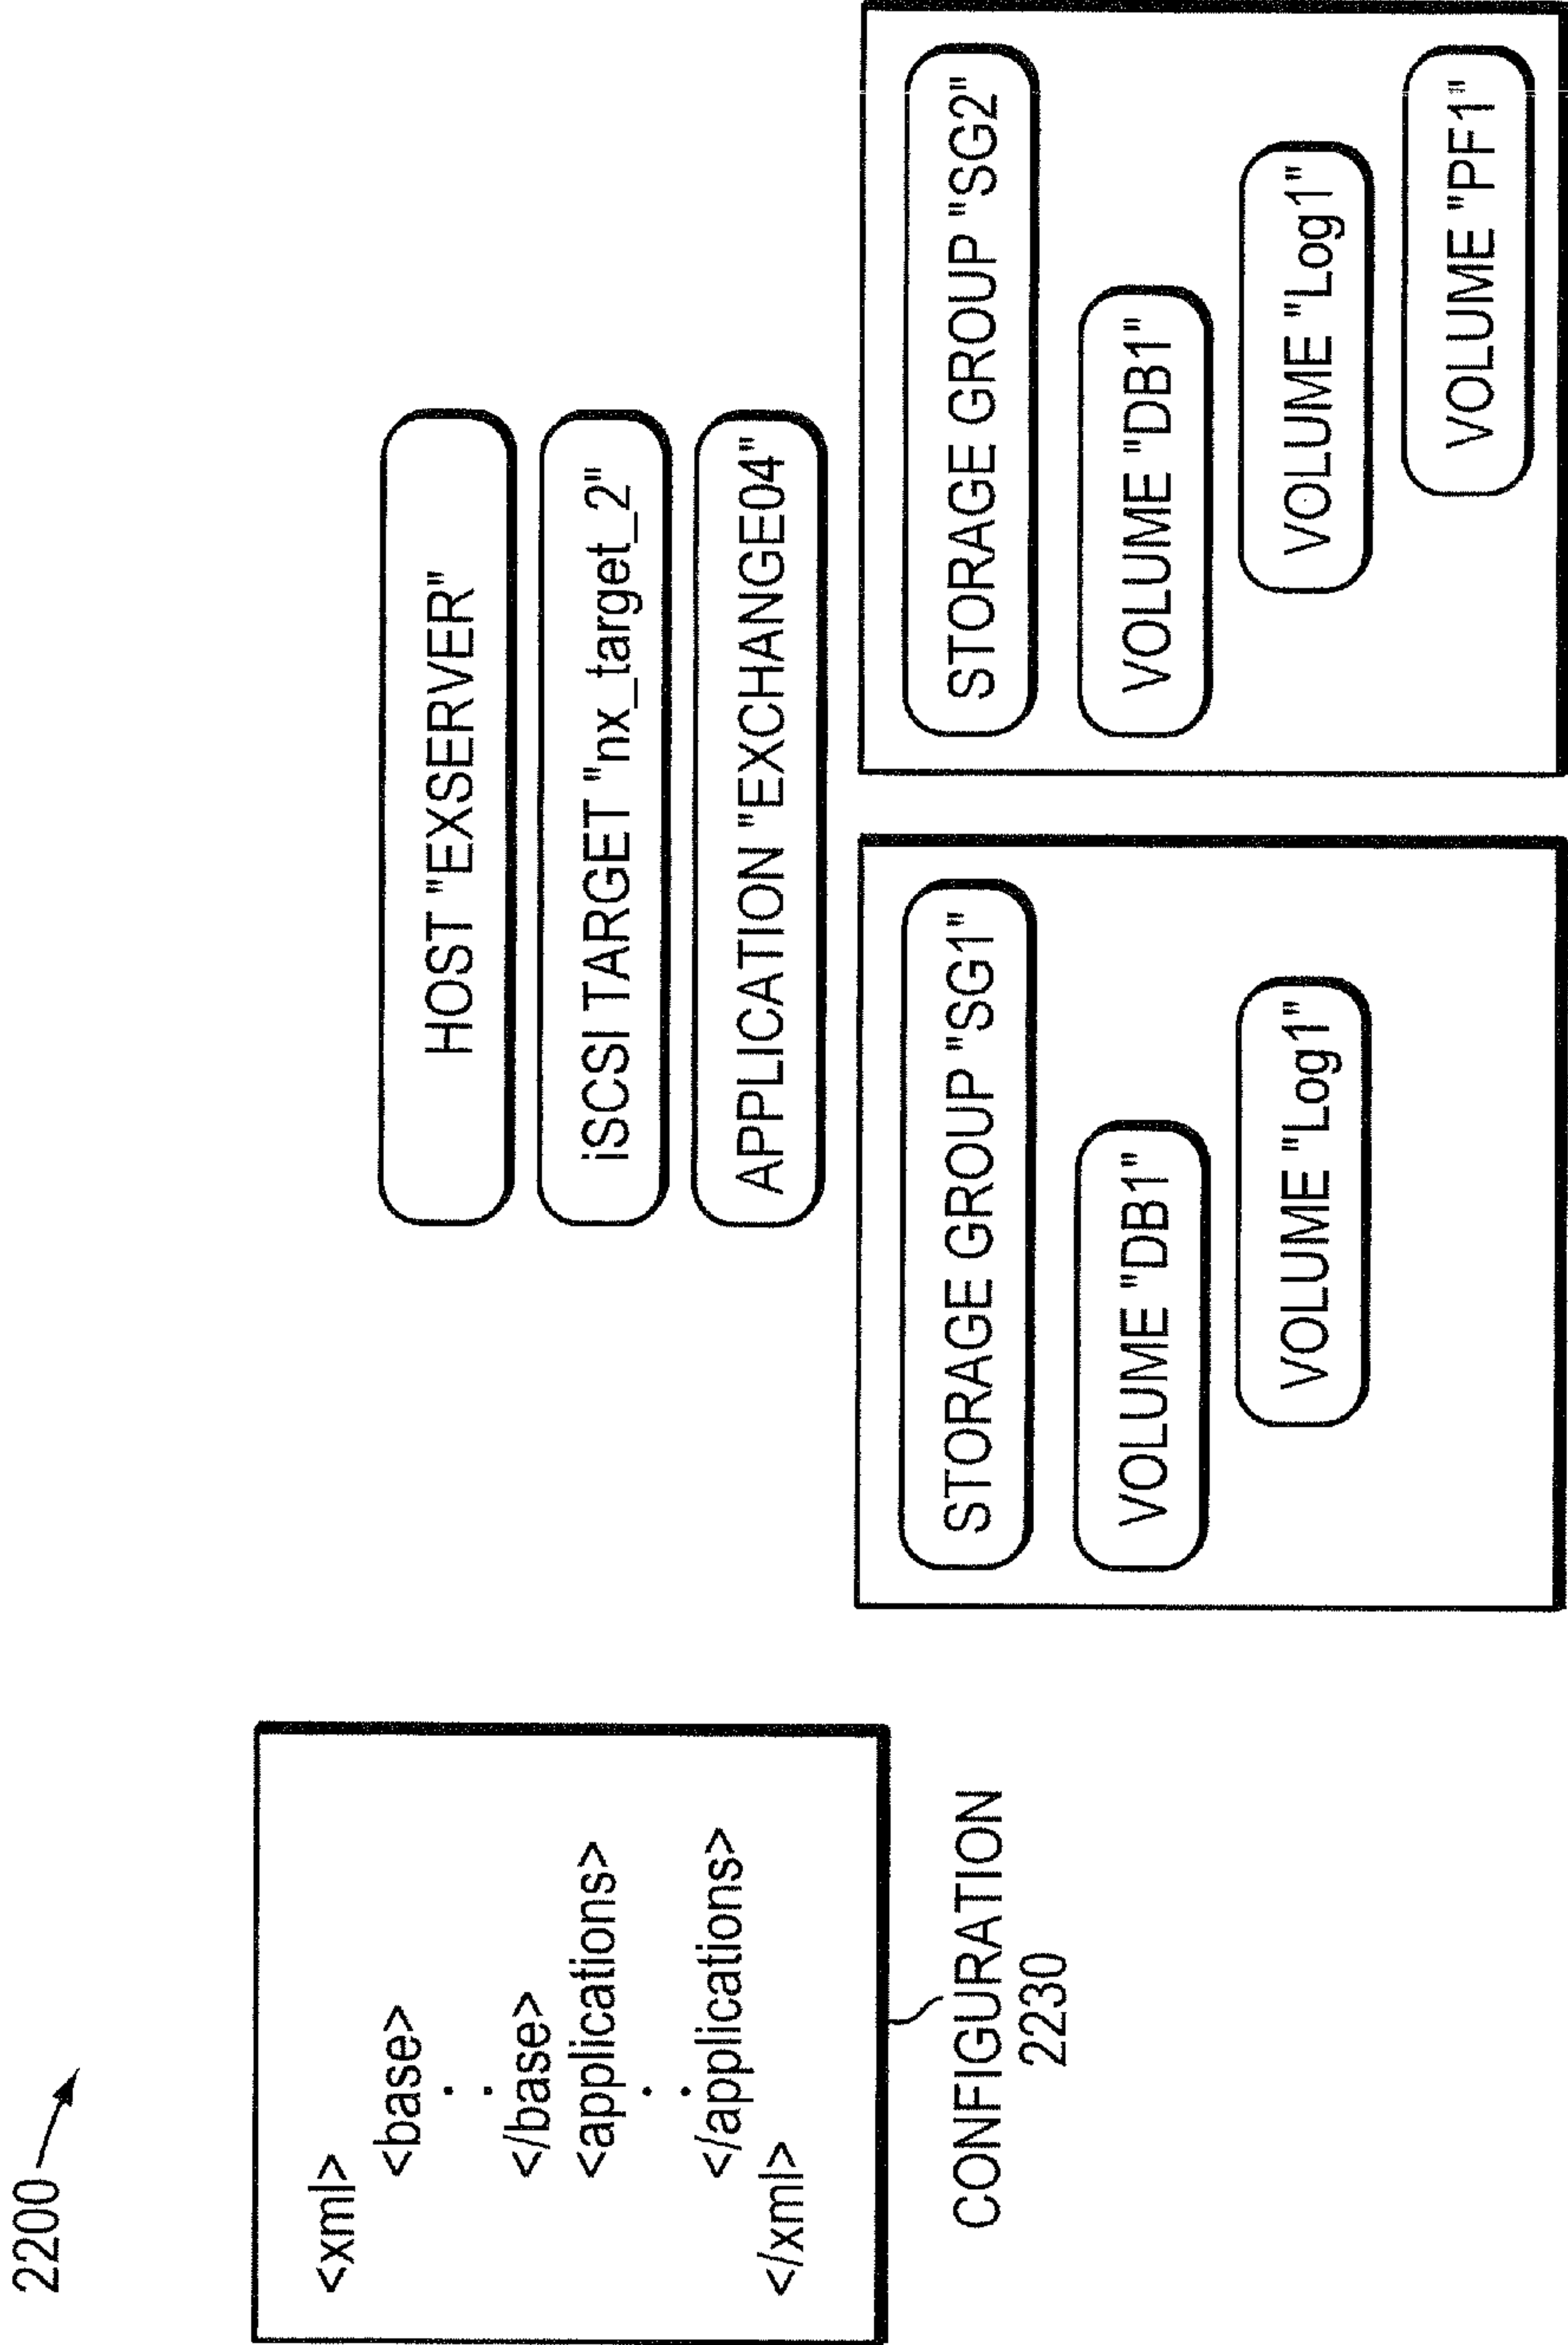 2200
<xml>
<base>
. .
</base>
<applications>
. .
</applications>
</xml>
CONFIGURATION
2230
HOST "EXSERVER"
iSCSI TARGET "nx_target_2"
APPLICATION "EXCHANGE04"
STORAGE GROUP "SG1"
VOLUME "DB1"
VOLUME "Log1"
STORAGE GROUP "SG2"
VOLUME "DB1"
VOLUME "Log1"
VOLUME "PF1"